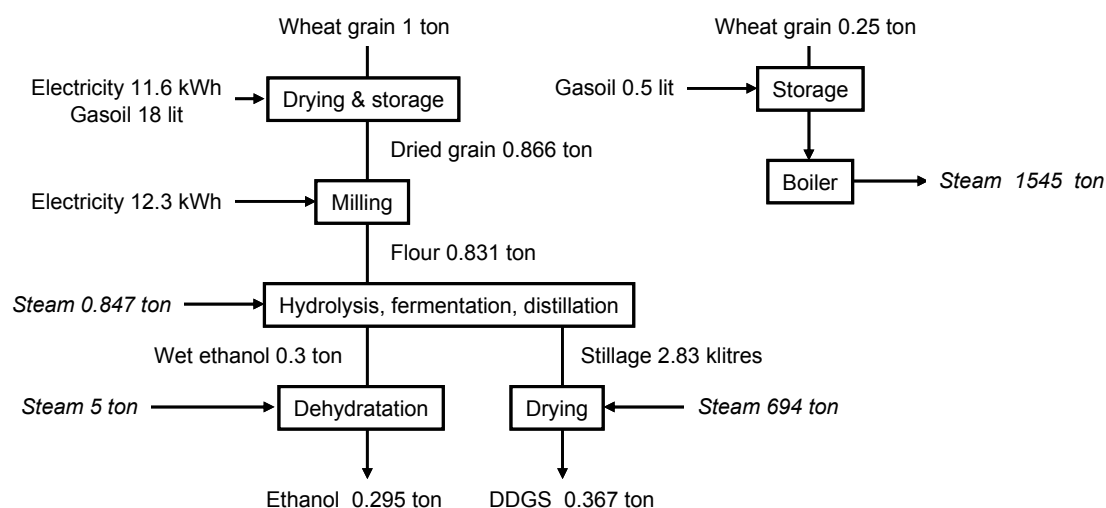 Wheat grain 1 ton
Electricity 11.6 kWh
Gasoil 18 lit
Drying & storage
Dried grain 0.866 ton
Electricity 12.3 kWh
Milling
Flour 0.831 ton
Steam 0.847 ton
Hydrolysis, fermentation, distillation
Wet ethanol 0.3 ton
Stillage 2.83 klitres
Steam 5 ton
Dehydratation
Drying
Steam 694 ton
Ethanol 0.295 ton
DDGS 0.367 ton
Wheat grain 0.25 ton
Gasoil 0.5 lit
Storage
Boiler
Steam 1545 ton